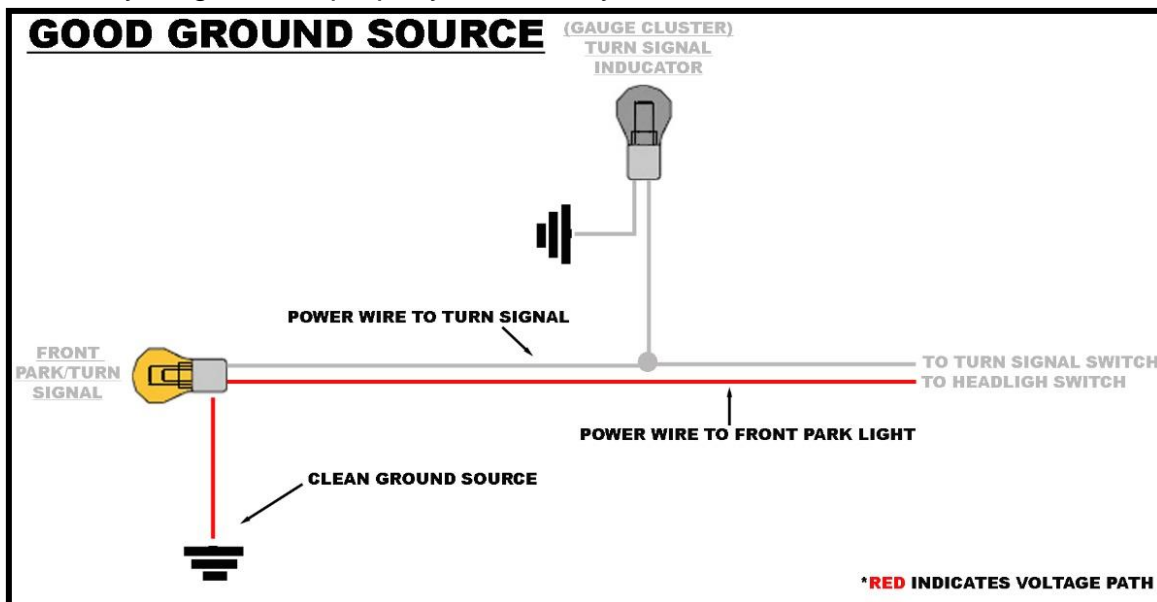 GOOD GROUND SOURCE
(GAUGE CLUSTER)
TURN SIGNAL
INDUCATOR
POWER WIRE TO TURN SIGNAL
FRONT
PARK/TURN
SIGNAL
TO TURN SIGNAL SWITCH
TO HEADLIGH SWITCH
POWER WIRE TO FRONT PARK LIGHT
CLEAN GROUND SOURCE
*RED INDICATES VOLTAGE PATH